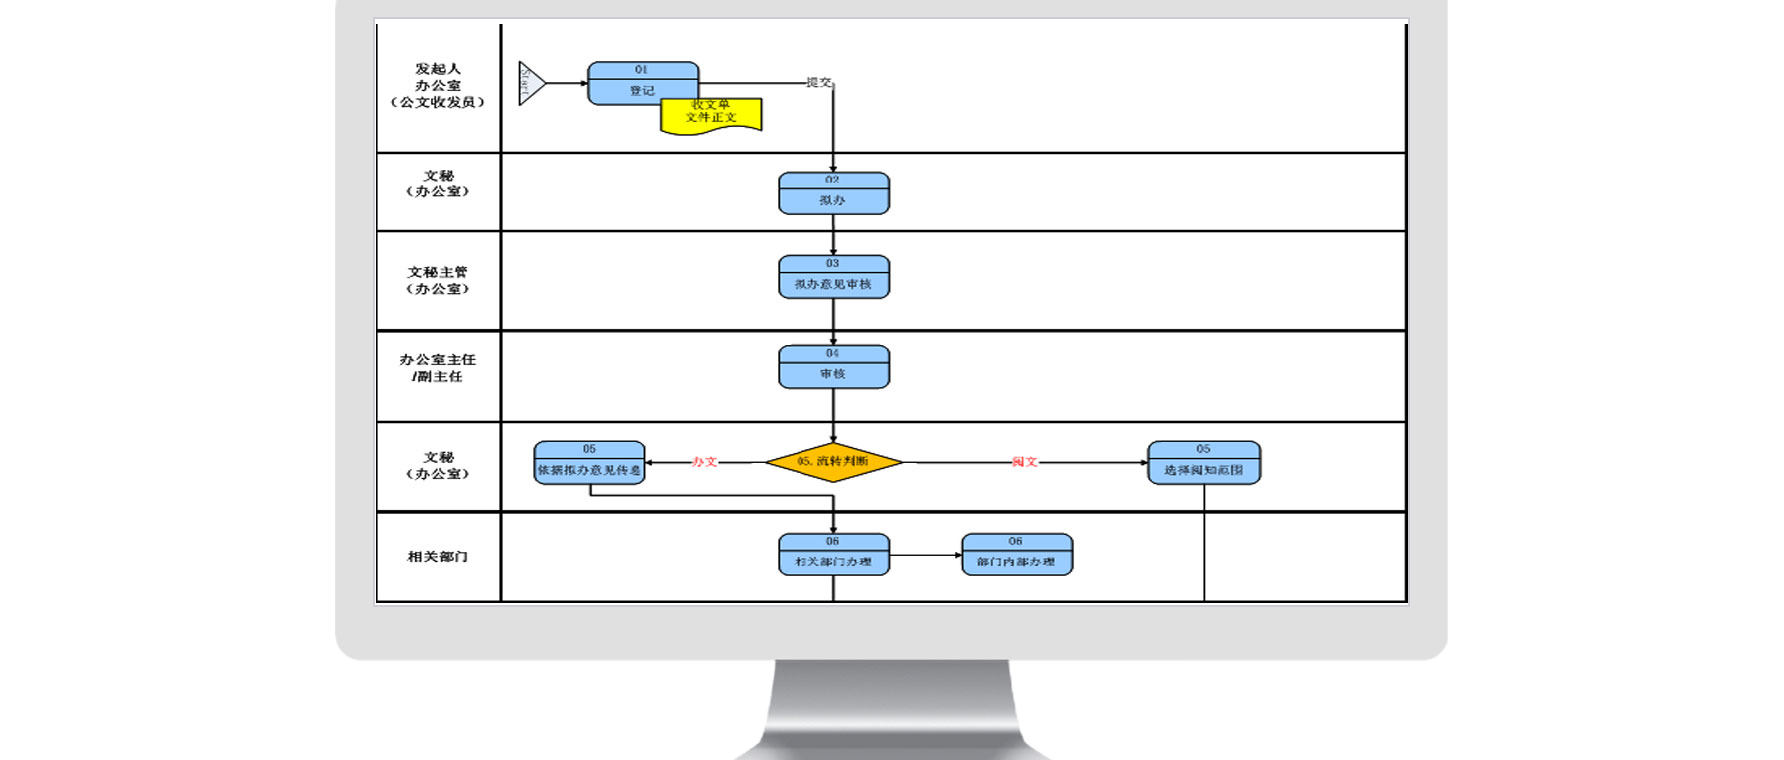 发起人
办公室
（公文收发员）
Start
01
登记
收文单
文件正文
提交
文秘
（办公室）
02
拟办
文秘主管
（办公室）
03
拟办意见审核
办公室主任
/副主任
04
审核
文秘
（办公室）
05
依据拟办意见传递
办文
05.流转判断
阅文
05
选择阅知范围
相关部门
06
相关部门办理
06
部门内部办理